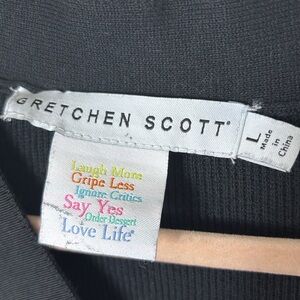 GRETCHEN SCOTT
L
Made
in
China
Laugh More
Gripe Less
Ignore Critics
Say Yes
Order Dessert
Love Life